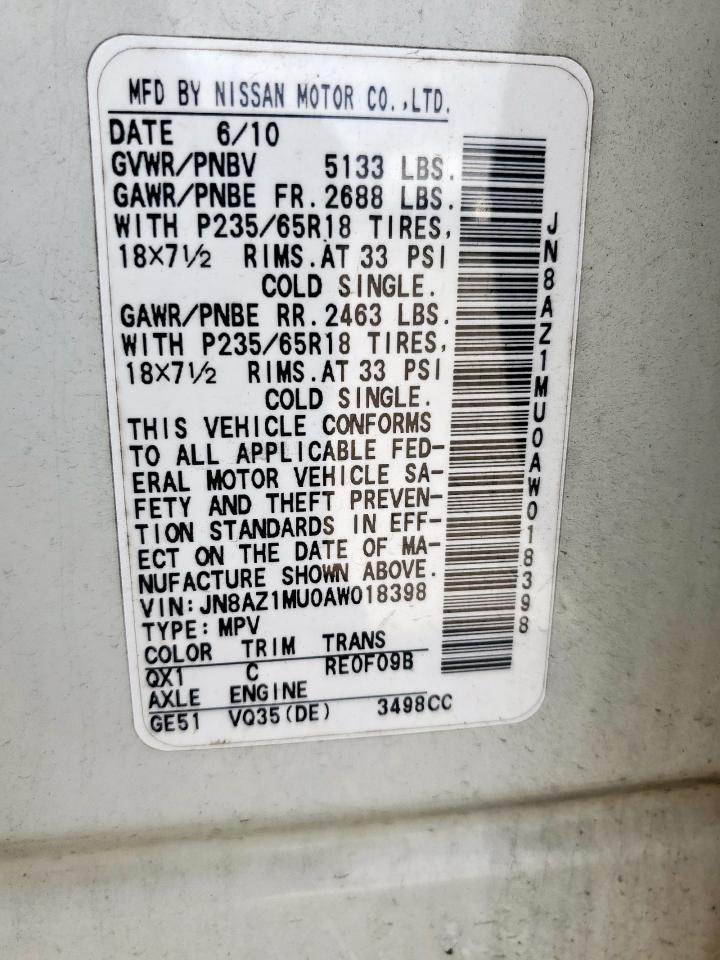 MFD BY NISSAN MOTOR CO.,LTD.
DATE 6/10
GVWR/PNBV 5133 LBS.
GAWR/PNBE FR. 2688 LBS.
WITH P235/65R18 TIRES,
18×7½ RIMS. AT 33 PSI
COLD SINGLE.
GAWR/PNBE RR. 2463 LBS.
WITH P235/65R18 TIRES,
18×7½ RIMS. AT 33 PSI
COLD SINGLE.
THIS VEHICLE CONFORMS
TO ALL APPLICABLE FED-
ERAL MOTOR VEHICLE SA-
FETY AND THEFT PREVEN-
TION STANDARDS IN EFF-
ECT ON THE DATE OF MA-
NUFACTURE SHOWN ABOVE.
VIN: JN8AZ1MU0AW018398
TYPE: MPV
COLOR TRIM TRANS
QX1 C RE0F09B
AXLE ENGINE
GE51 VQ35(DE) 3498CC
JN8AZ1MU0AW018398